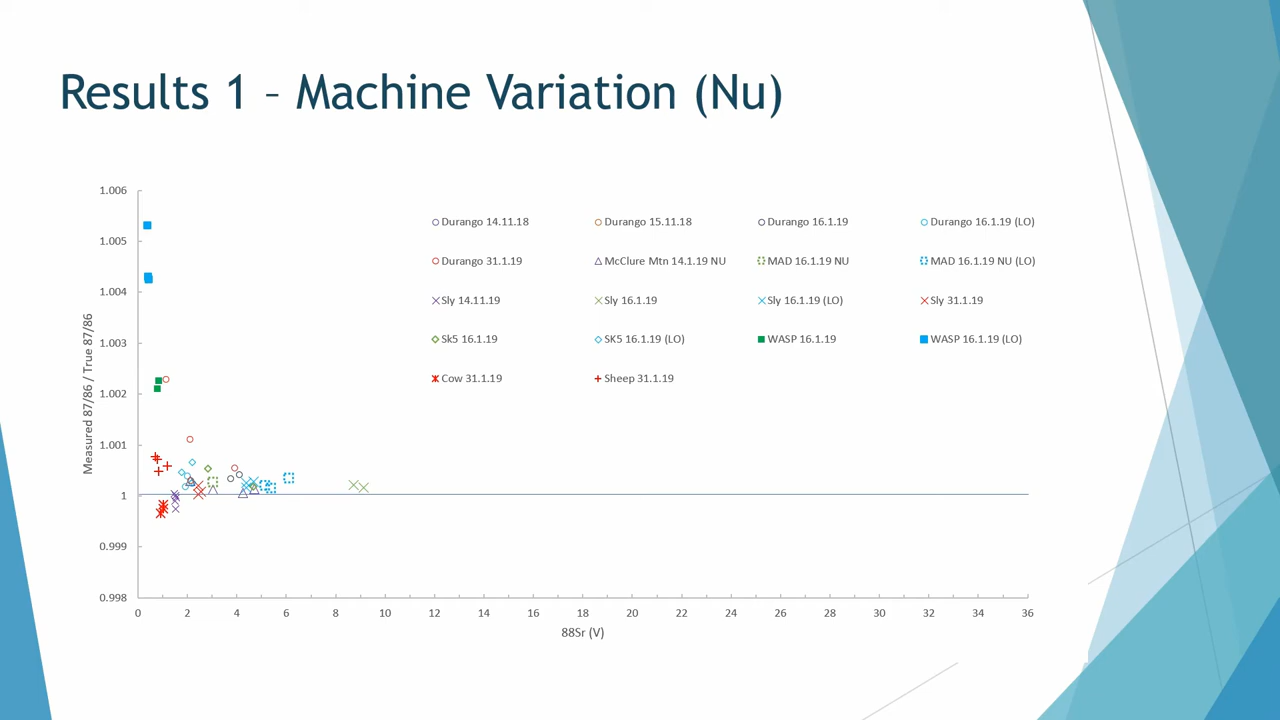 Results 1 – Machine Variation (Nu)
1.006
1.005
1.004
1.003
1.002
1.001
1
0.999
0.998
Measured 87/86 / True 87/86
Durango 14.11.18 Durango 15.11.18 Durango 16.1.19 Durango 16.1.19 (LO)
Durango 31.1.19 McClure Mtn 14.1.19 NU MAD 16.1.19 NU MAD 16.1.19 NU (LO)
Sly 14.11.19 Sly 16.1.19 Sly 16.1.19 (LO) Sly 31.1.19
Sk5 16.1.19 SK5 16.1.19 (LO) WASP 16.1.19 WASP 16.1.19 (LO)
Cow 31.1.19 Sheep 31.1.19
0 2 4 6 8 10 12 14 16 18 20 22 24 26 28 30 32 34 36
88Sr (V)